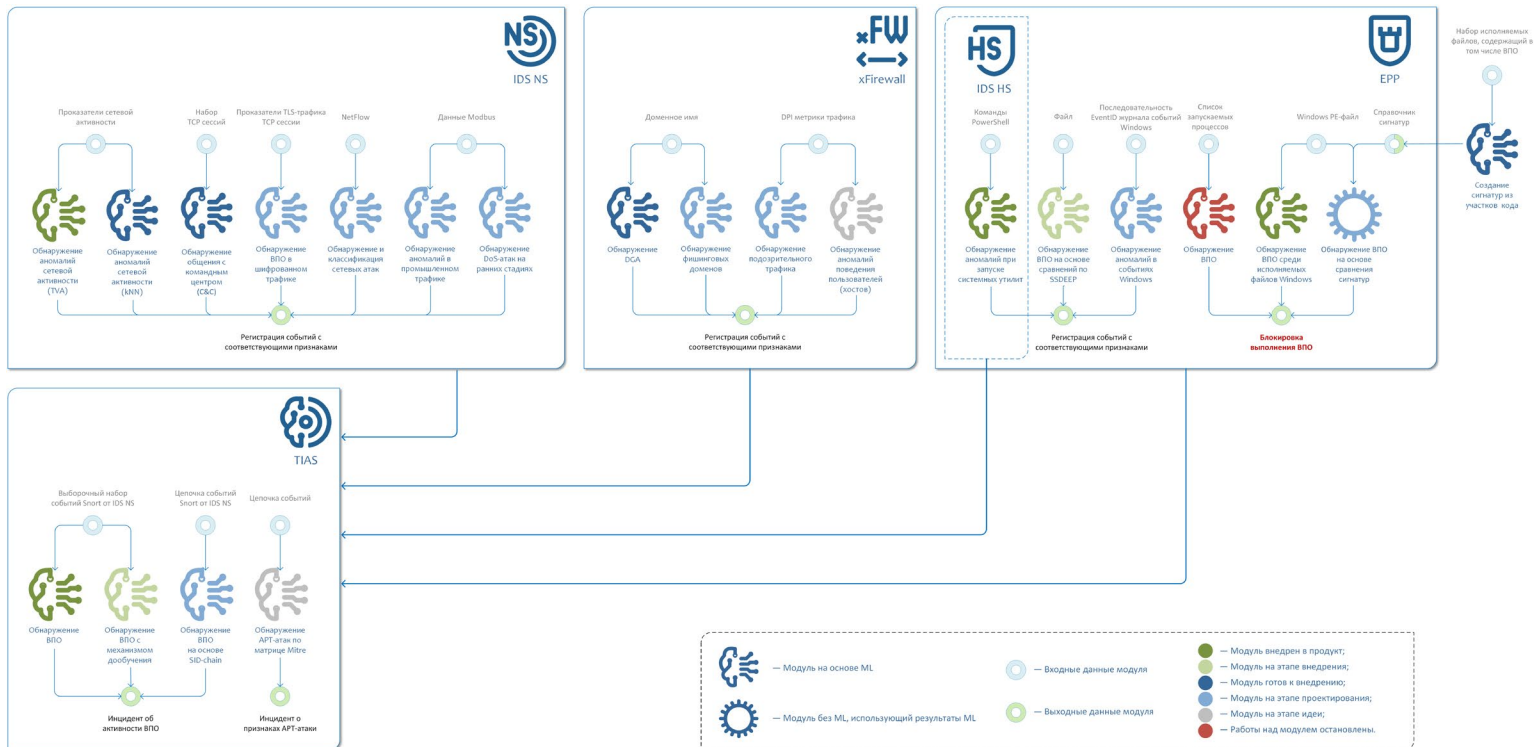 NS
IDS NS
Проказатели сетевой
активности
Набор
TCP сессий
Проказатели TLS-трафика
TCP сессии
NetFlow
Данные Modbus
Обнаружение
аномалий
сетевой
активности
(TVA)
Обнаружение
аномалий
сетевой
активности
(kNN)
Обнаружение
общения с
командным
центром
(C&C)
Обнаружение
ВПО в
шифрованном
трафике
Обнаружение и
классификация
сетевых атак
Обнаружение
аномалий в
промышленном
трафике
Обнаружение
DoS-атак на
ранних стадиях
Регистрация событий с
соответствующими признаками
xFW
xFirewall
Доменное имя
DPI метрики трафика
Обнаружение
DGA
Обнаружение
фишинговых
доменов
Обнаружение
подозрительного
трафика
Обнаружение
аномалий
поведения
пользователей
(хостов)
Регистрация событий с
соответствующими признаками
HS
IDS HS
EPP
Команды
PowerShell
Файл
Последовательность
EventID журнала событий
Windows
Список
запускаемых
процессов
Windows PE-файл
Справочник
сигнатур
Обнаружение
аномалий при
запуске
системных утилит
Обнаружение
ВПО на основе
сравнений по
SSDEEP
Обнаружение
аномалий в
событиях
Windows
Обнаружение
ВПО
Обнаружение
ВПО среди
исполняемых
файлов Windows
Обнаружение ВПО
на основе
сравнения
сигнатур
Регистрация событий с
соответствующими признаками
Блокировка
выполнения ВПО
Набор исполняемых
файлов, содержащий в
том числе ВПО
Создание
сигнатур из
участков кода
TIAS
Выборочный набор
событий Snort от IDS NS
Цепочка событий
Snort от IDS NS
Цепочка событий
Обнаружение
ВПО
Обнаружение
ВПО с
механизмом
дообучения
Обнаружение
ВПО
на основе
SID-chain
Обнаружение
APT-атак по
матрице Mitre
Инцидент об
активности ВПО
Инцидент о
признаках APT-атаки
— Модуль на основе ML
— Модуль без ML, использующий результаты ML
— Входные данные модуля
— Выходные данные модуля
— Модуль внедрен в продукт;
— Модуль на этапе внедрения;
— Модуль готов к внедрению;
— Модуль на этапе проектирования;
— Модуль на этапе идеи;
— Работы над модулем остановлены.